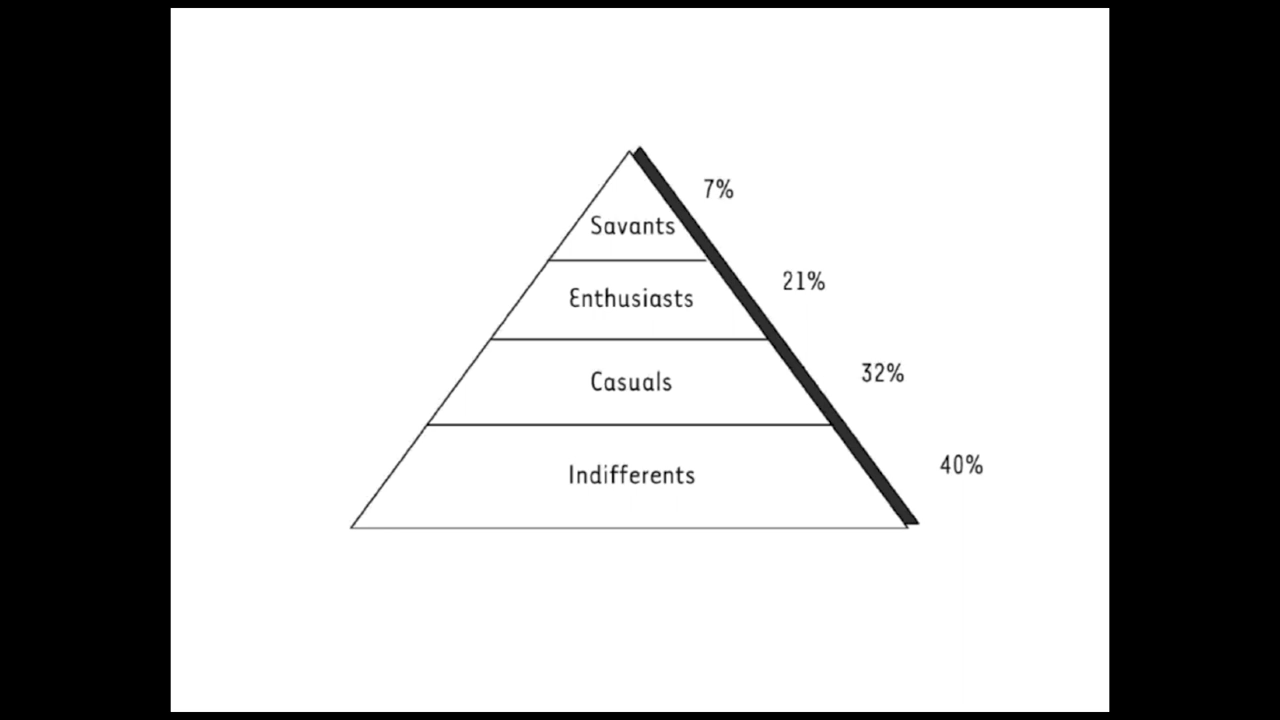 7%
Savants
21%
Enthusiasts
32%
Casuals
40%
Indifferents